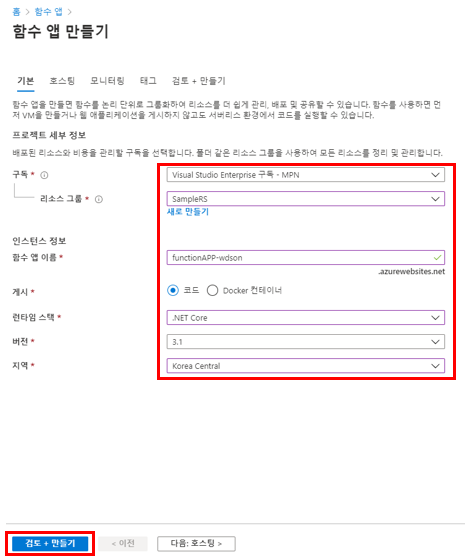 홈 > 함수 앱 >
함수 앱 만들기
기본 호스팅 모니터링 태그 검토 + 만들기
함수 앱을 만들면 함수를 논리 단위로 그룹화하여 리소스를 더 쉽게 관리, 배포 및 공유할 수 있습니다. 함수를 사용하면 먼
저 VM을 만들거나 웹 애플리케이션을 게시하지 않고도 서버리스 환경에서 코드를 실행할 수 있습니다.
프로젝트 세부 정보
배포된 리소스와 비용을 관리할 구독을 선택합니다. 폴더 같은 리소스 그룹을 사용하여 모든 리소스를 정리 및 관리합니다.
구독 * Visual Studio Enterprise 구독 - MPN
리소스 그룹 * SampleRS
새로 만들기
인스턴스 정보
함수 앱 이름 * functionAPP-wdson
.azurewebsites.net
게시 * 코드 Docker 컨테이너
런타임 스택 * .NET Core
버전 * 3.1
지역 * Korea Central
검토 + 만들기 < 이전 다음: 호스팅 >